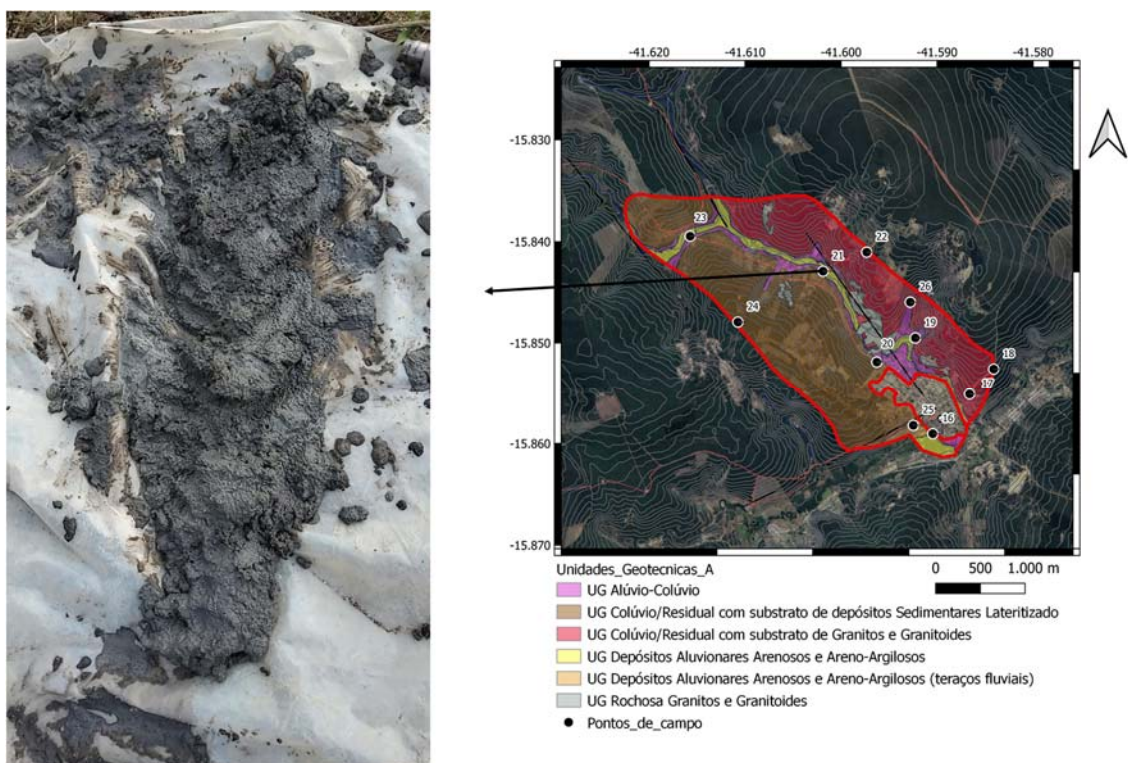 -41.620 -41.610 -41.600 -41.590 -41.580
-15.830
-15.840
-15.850
-15.860
-15.870
23
22
21
26
24
19
20
18
17
25
16
Unidades_Geotecnicas_A
0 500 1.000 m
UG Alúvio-Colúvio
UG Colúvio/Residual com substrato de depósitos Sedimentares Lateritizado
UG Colúvio/Residual com substrato de Granitos e Granitoides
UG Depósitos Aluvionares Arenosos e Areno-Argilosos
UG Depósitos Aluvionares Arenosos e Areno-Argilosos (teraços fluviais)
UG Rochosa Granitos e Granitoides
Pontos_de_campo